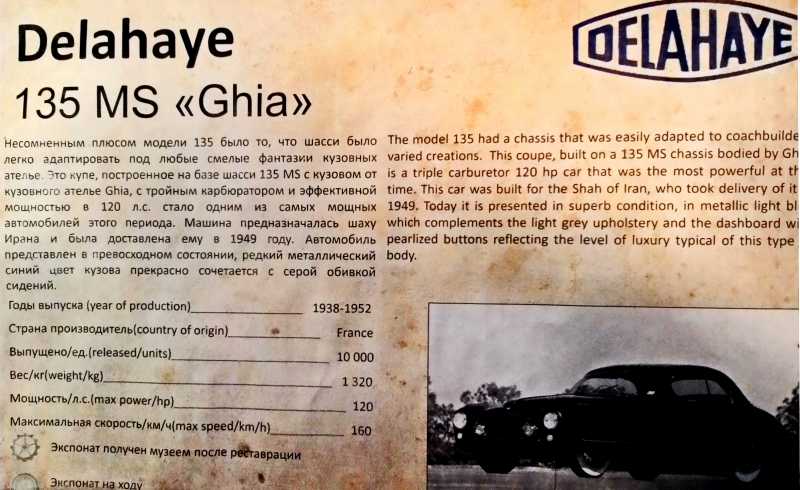 Delahaye
DELAHAYE
135 MS «Ghia»
Несомненным плюсом модели 135 было то, что шасси было
легко адаптировать под любые смелые фантазии кузовных
ателье. Это купе, построенное на базе шасси 135 MS с кузовом от
кузовного ателье Ghia, с тройным карбюратором и эффективной
мощностью в 120 л.с. стало одним из самых мощных
автомобилей этого периода. Машина предназначалась шаху
Ирана и была доставлена ему в 1949 году. Автомобиль
представлен в превосходном состоянии, редкий металлический
синий цвет кузова прекрасно сочетается с серой обивкой
сидений.
The model 135 had a chassis that was easily adapted to coachbuilde
varied creations. This coupe, built on a 135 MS chassis bodied by Gh
is a triple carburetor 120 hp car that was the most powerful at th
time. This car was built for the Shah of Iran, who took delivery of it
1949. Today it is presented in superb condition, in metallic light bl
which complements the light grey upholstery and the dashboard wi
pearlized buttons reflecting the level of luxury typical of this type
body.
Годы выпуска (year of production) 1938-1952
Страна производитель(country of origin) France
Выпущено/ед.(released/units) 10 000
Вес/кг(weight/kg) 1 320
Мощность/л.с.(max power/hp) 120
Максимальная скорость/км/ч(max speed/km/h) 160
Экспонат получен музеем после реставрации
Экспонат на ходу